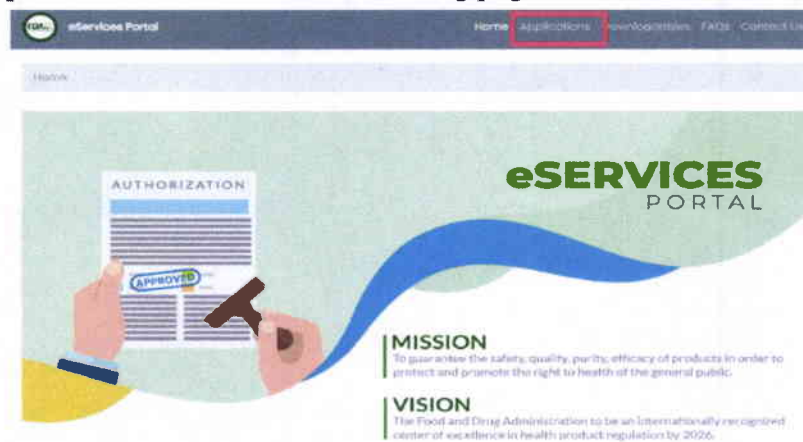 FDA
eServices Portal
Home Applications Downloadables FAQs Contact Us
Home
AUTHORIZATION
APPROVED
eSERVICES
PORTAL
MISSION
To guarantee the safety, quality, purity, efficacy of products in order to
protect and promote the right to health of the general public.
VISION
The Food and Drug Administration to be an internationally recognized
center of excellence in health product regulation by 2026.